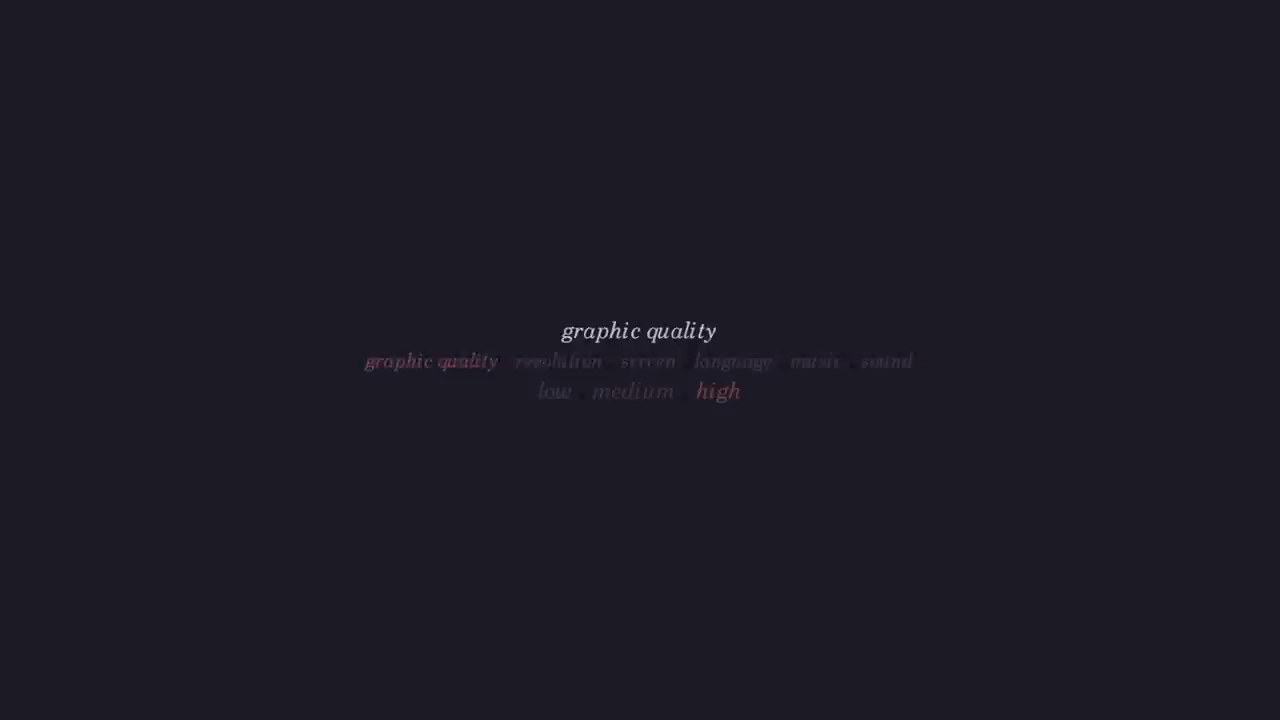 graphic quality
graphic quality . resolution . screen . language . music . sound
low . medium . high